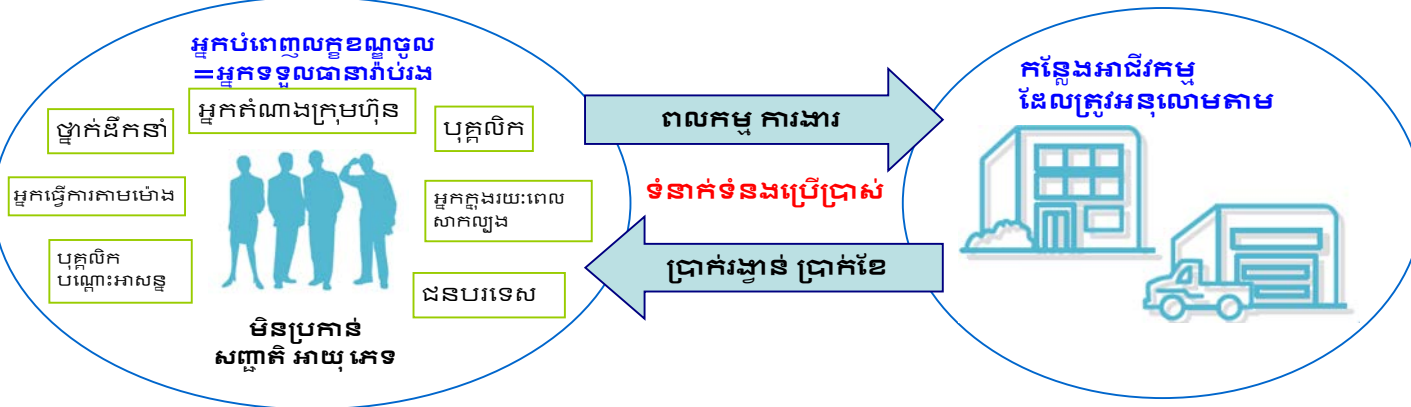 អ្នកបំពេញលក្ខខណ្ឌចូល
=អ្នកទទួលធានារ៉ាប់រង
ថ្នាក់ដឹកនាំ
អ្នកតំណាងក្រុមហ៊ុន
បុគ្គលិក
អ្នកធ្វើការតាមម៉ោង
អ្នកក្នុងរយៈពេល
សាកល្បង
បុគ្គលិក
បណ្តោះអាសន្ន
ជនបរទេស
មិនប្រកាន់
សញ្ជាតិ អាយុ ភេទ
ពលកម្ម ការងារ
ទំនាក់ទំនងប្រើប្រាស់
ប្រាក់រង្វាន់ ប្រាក់ខែ
កន្លែងអាជីវកម្ម
ដែលត្រូវអនុលោមតាម